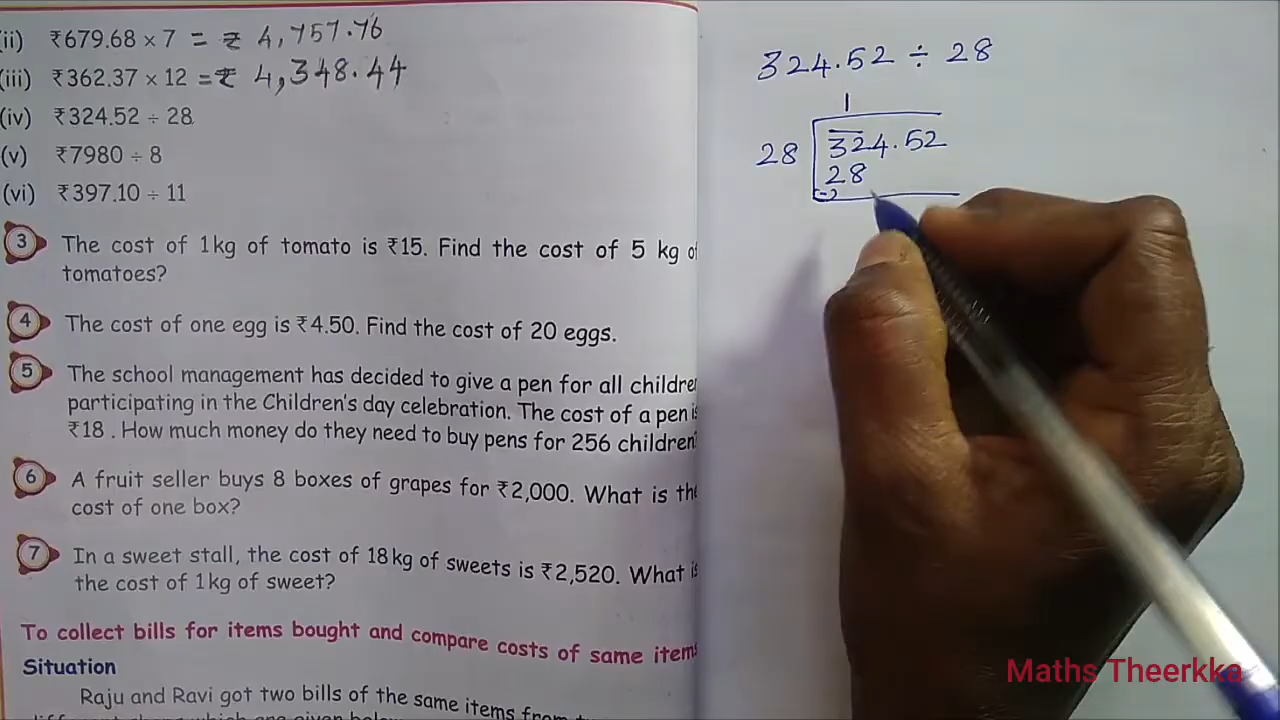 (ii) ₹679.68 × 7 = ₹ 4,757.76
(iii) ₹362.37 × 12 = ₹ 4,348.44
(iv) ₹324.52 ÷ 28
(v) ₹7980 ÷ 8
(vi) ₹397.10 ÷ 11
3 The cost of 1kg of tomato is ₹15. Find the cost of 5 kg of
tomatoes?
4 The cost of one egg is ₹4.50. Find the cost of 20 eggs.
5 The school management has decided to give a pen for all children
participating in the Children's day celebration. The cost of a pen is
₹18 . How much money do they need to buy pens for 256 children?
6 A fruit seller buys 8 boxes of grapes for ₹2,000. What is the
cost of one box?
7 In a sweet stall, the cost of 18kg of sweets is ₹2,520. What is
the cost of 1kg of sweet?
To collect bills for items bought and compare costs of same items
Situation
Raju and Ravi got two bills of the same items from
324.52 ÷ 28
1
28 324.52
28
(-)
Maths Theerkka